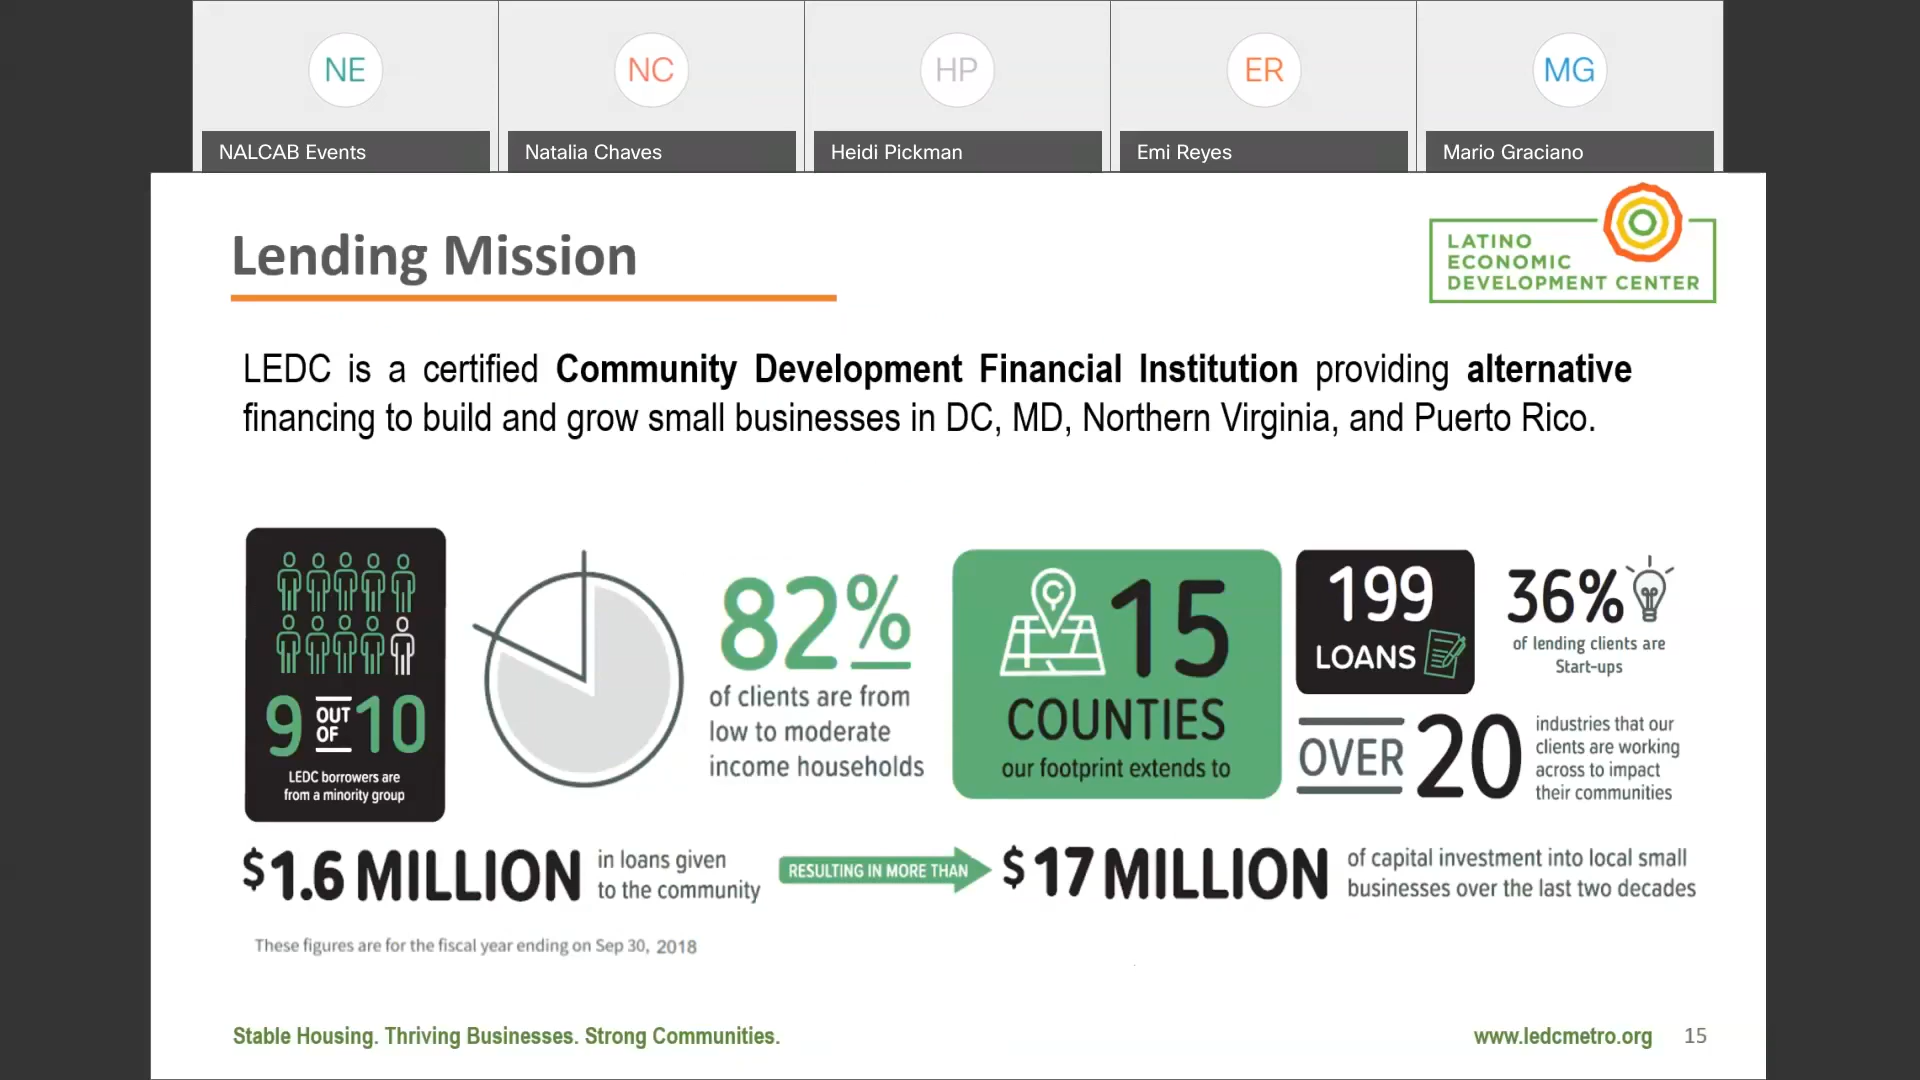 NE
NC
HP
ER
MG
NALCAB Events
Natalia Chaves
Heidi Pickman
Emi Reyes
Mario Graciano
Lending Mission
LATINO
ECONOMIC
DEVELOPMENT CENTER
LEDC is a certified Community Development Financial Institution providing alternative
financing to build and grow small businesses in DC, MD, Northern Virginia, and Puerto Rico.
9 OUT OF 10
LEDC borrowers are
from a minority group
82%
of clients are from
low to moderate
income households
15
COUNTIES
our footprint extends to
199
LOANS
36%
of lending clients are
Start-ups
OVER 20
industries that our
clients are working
across to impact
their communities
$1.6 MILLION
in loans given
to the community
RESULTING IN MORE THAN
$17 MILLION
of capital investment into local small
businesses over the last two decades
These figures are for the fiscal year ending on Sep 30, 2018
Stable Housing. Thriving Businesses. Strong Communities.
www.ledcmetro.org
15